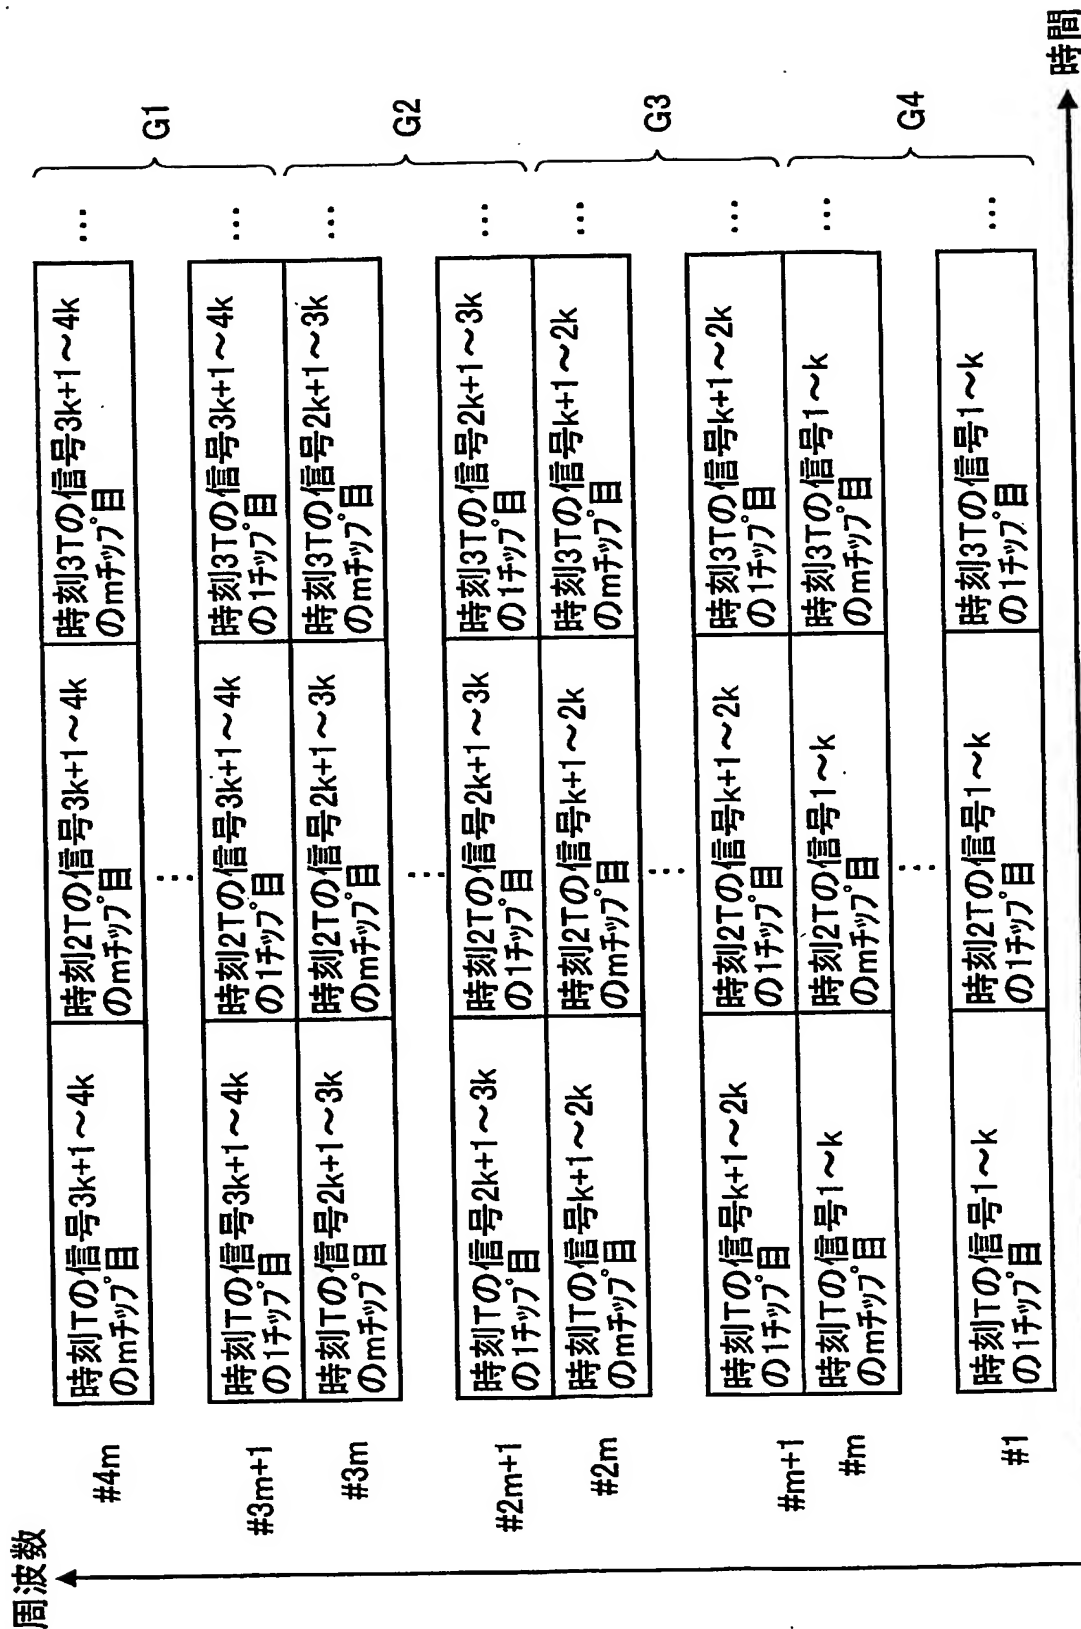 周波数
#4m
時刻Tの信号3k+1～4k
のmチップ目
時刻2Tの信号3k+1～4k
のmチップ目
時刻3Tの信号3k+1～4k
のmチップ目
…
G1
⋮
#3m+1
時刻Tの信号3k+1～4k
の1チップ目
時刻2Tの信号3k+1～4k
の1チップ目
時刻3Tの信号3k+1～4k
の1チップ目
…
#3m
時刻Tの信号2k+1～3k
のmチップ目
時刻2Tの信号2k+1～3k
のmチップ目
時刻3Tの信号2k+1～3k
のmチップ目
…
G2
⋮
#2m+1
時刻Tの信号2k+1～3k
の1チップ目
時刻2Tの信号2k+1～3k
の1チップ目
時刻3Tの信号2k+1～3k
の1チップ目
…
#2m
時刻Tの信号k+1～2k
のmチップ目
時刻2Tの信号k+1～2k
のmチップ目
時刻3Tの信号k+1～2k
のmチップ目
…
G3
⋮
#m+1
時刻Tの信号k+1～2k
の1チップ目
時刻2Tの信号k+1～2k
の1チップ目
時刻3Tの信号k+1～2k
の1チップ目
…
#m
時刻Tの信号1～k
のmチップ目
時刻2Tの信号1～k
のmチップ目
時刻3Tの信号1～k
のmチップ目
…
G4
⋮
#1
時刻Tの信号1～k
の1チップ目
時刻2Tの信号1～k
の1チップ目
時刻3Tの信号1～k
の1チップ目
…
時間